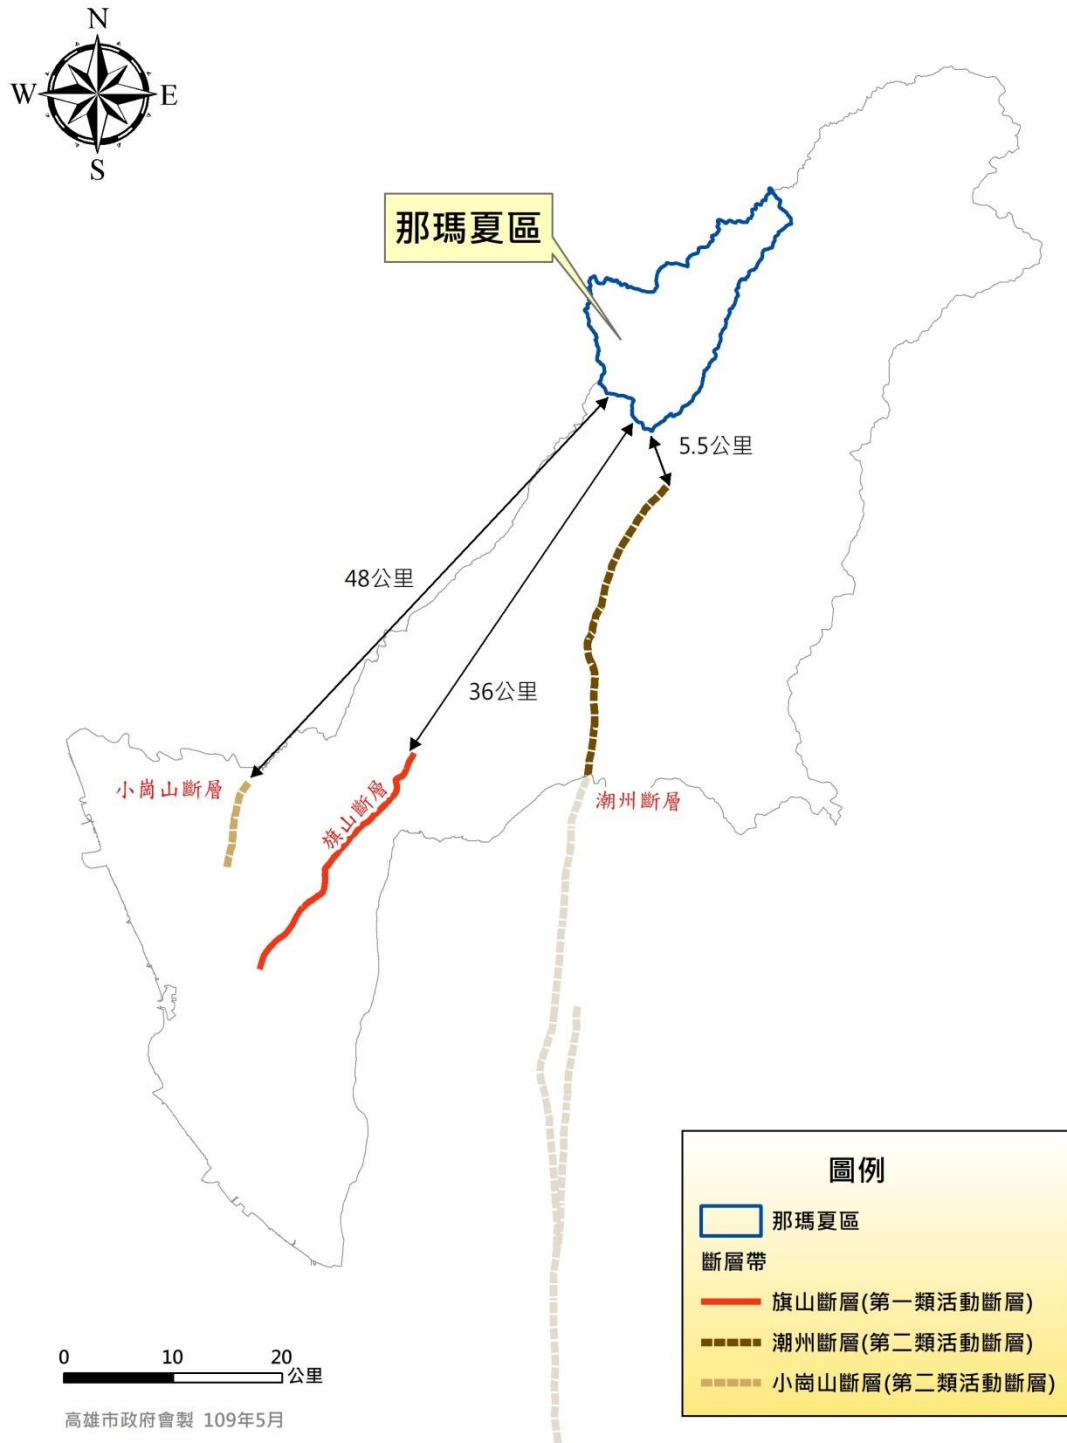 N
W
E
S
那瑪夏區
5.5公里
48公里
36公里
小崗山斷層
旗山斷層
潮州斷層
圖例
那瑪夏區
斷層帶
旗山斷層(第一類活動斷層)
潮州斷層(第二類活動斷層)
小崗山斷層(第二類活動斷層)
0 10 20
公里
高雄市政府會製 109年5月